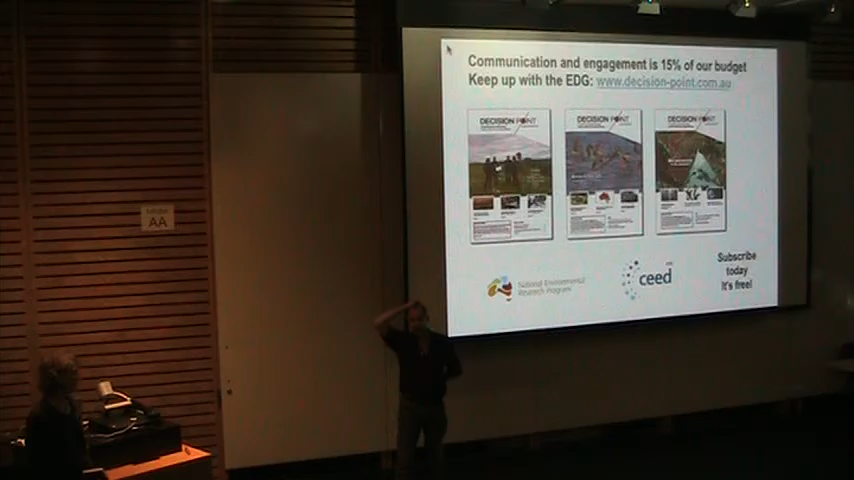 Communication and engagement is 15% of our budget
Keep up with the EDG: www.decision-point.com.au
DECISION POINT
DECISION POINT
DECISION POINT
AA
National Environmental
Research Program
ceed
Subscribe
today
It's free!